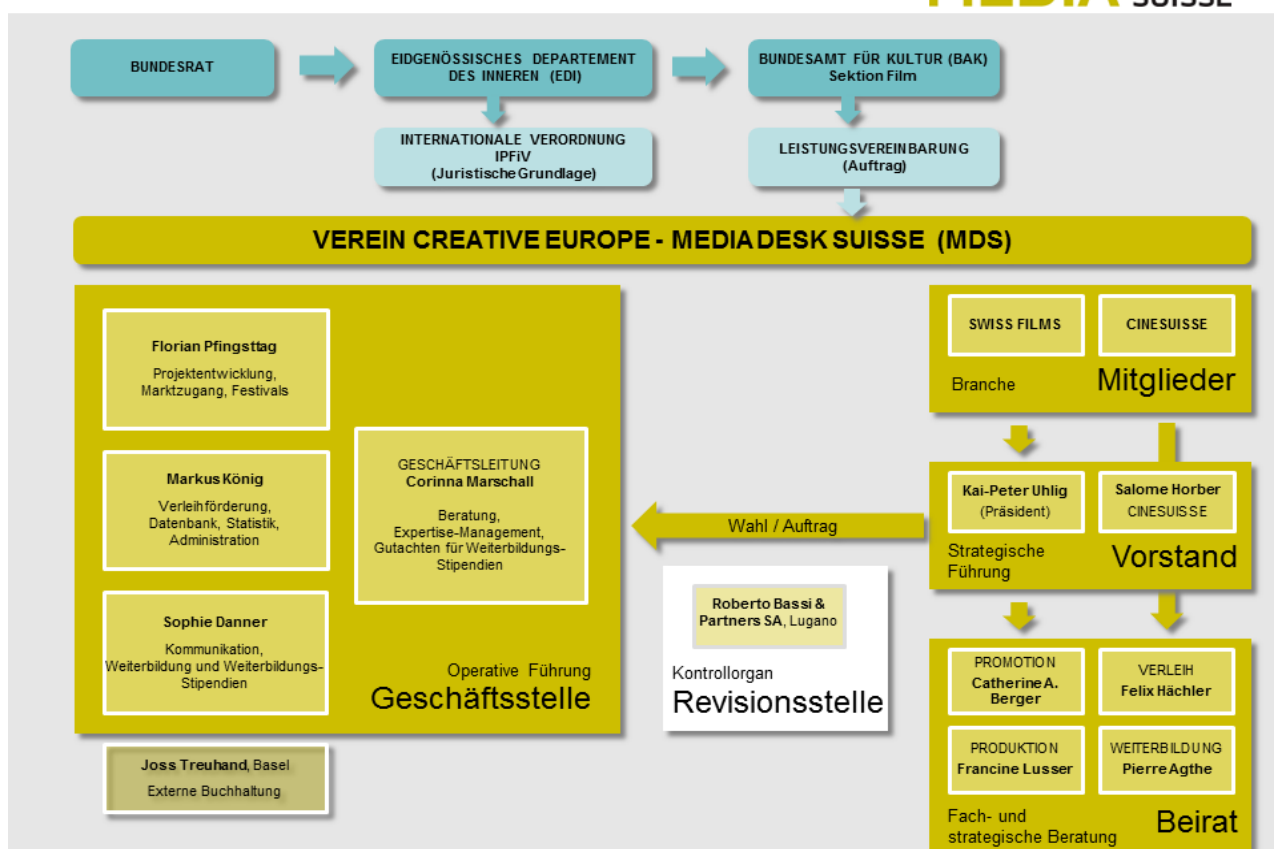 MEDIA SUISSE
BUNDESRAT
EIDGENÖSSISCHES DEPARTEMENT
DES INNEREN (EDI)
BUNDESAMT FÜR KULTUR (BAK)
Sektion Film
INTERNATIONALE VERORDNUNG
IPFiV
(Juristische Grundlage)
LEISTUNGSVEREINBARUNG
(Auftrag)
VEREIN CREATIVE EUROPE - MEDIA DESK SUISSE (MDS)
Florian Pfingsttag
Projektentwicklung,
Marktzugang, Festivals
Markus König
Verleihförderung,
Datenbank, Statistik,
Administration
Sophie Danner
Kommunikation,
Weiterbildung und Weiterbildungs-
Stipendien
GESCHÄFTSLEITUNG
Corinna Marschall
Beratung,
Expertise-Management,
Gutachten für Weiterbildungs-
Stipendien
Operative Führung
Geschäftsstelle
Joss Treuhand, Basel
Externe Buchhaltung
Wahl / Auftrag
Roberto Bassi &
Partners SA, Lugano
Kontrollorgan
Revisionsstelle
SWISS FILMS
CINESUISSE
Branche
Mitglieder
Kai-Peter Uhlig
(Präsident)
Salome Horber
CINESUISSE
Strategische
Führung
Vorstand
PROMOTION
Catherine A.
Berger
VERLEIH
Felix Hächler
PRODUKTION
Francine Lusser
WEITERBILDUNG
Pierre Agthe
Fach- und
strategische Beratung
Beirat